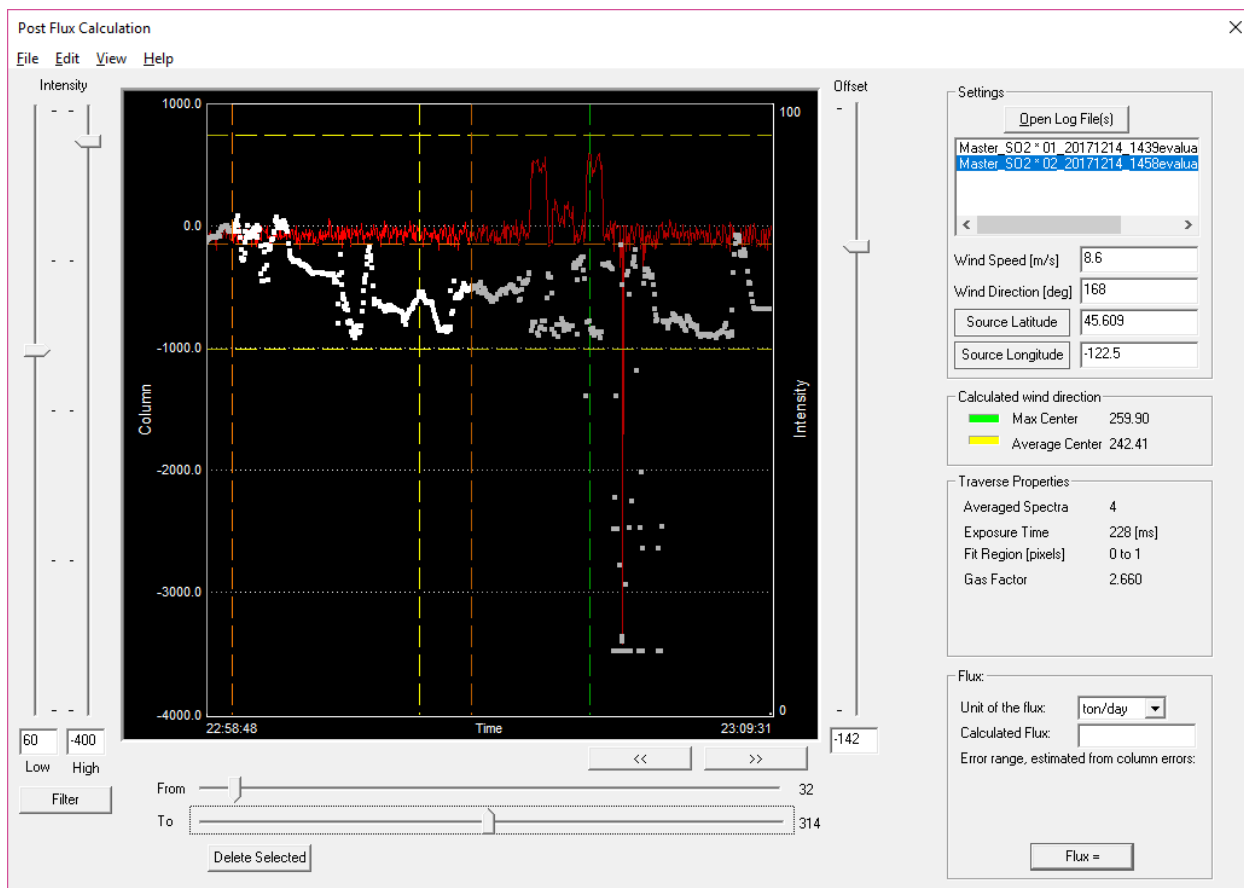 Post Flux Calculation
File Edit View Help
Intensity
60 -400
Low High
Filter
1000.0
0.0
-1000.0
-2000.0
-3000.0
-4000.0
Column
100
0
Intensity
22:58:48 Time 23:09:31
<< >>
From 32
To 314
Delete Selected
Offset
-142
Settings
Open Log File(s)
Master_SO2 * 01_20171214_1439evalua
Master_SO2 * 02_20171214_1458evalua
Wind Speed [m/s] 8.6
Wind Direction [deg] 168
Source Latitude 45.609
Source Longitude -122.5
Calculated wind direction
Max Center 259.90
Average Center 242.41
Traverse Properties
Averaged Spectra 4
Exposure Time 228 [ms]
Fit Region [pixels] 0 to 1
Gas Factor 2.660
Flux:
Unit of the flux: ton/day
Calculated Flux:
Error range, estimated from column errors:
Flux =